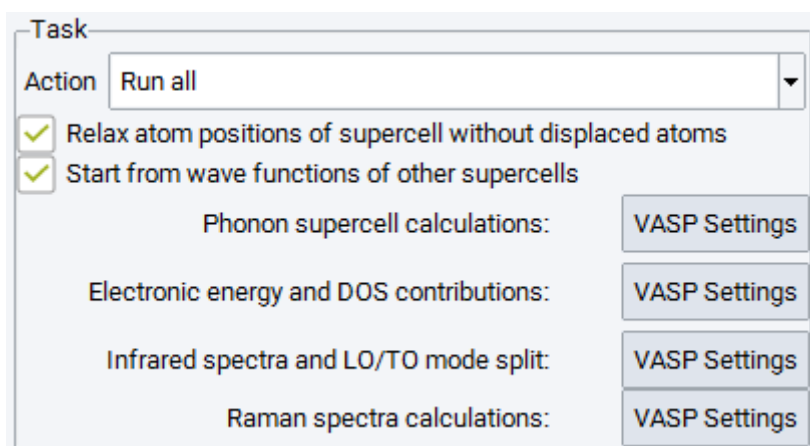 Task
Action Run all
Relax atom positions of supercell without displaced atoms
Start from wave functions of other supercells
Phonon supercell calculations: VASP Settings
Electronic energy and DOS contributions: VASP Settings
Infrared spectra and LO/TO mode split: VASP Settings
Raman spectra calculations: VASP Settings